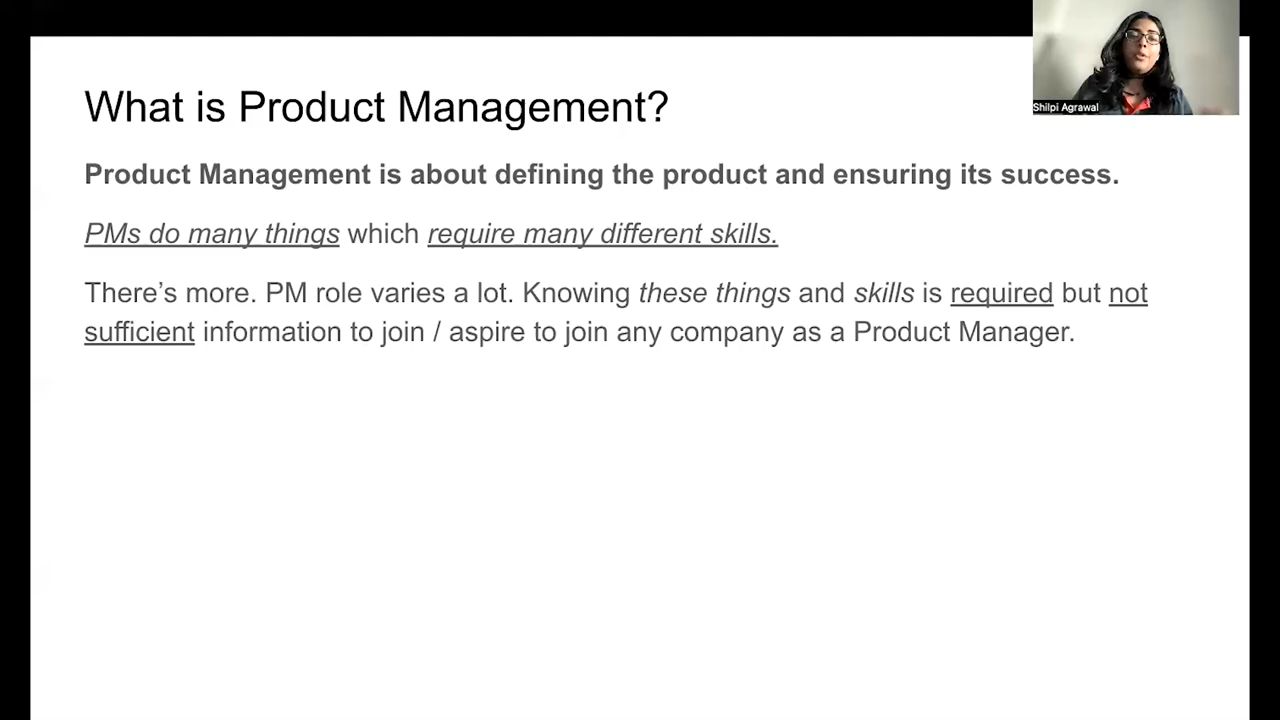 What is Product Management?
Shilpi Agrawal
Product Management is about defining the product and ensuring its success.
PMs do many things which require many different skills.
There’s more. PM role varies a lot. Knowing these things and skills is required but not
sufficient information to join / aspire to join any company as a Product Manager.